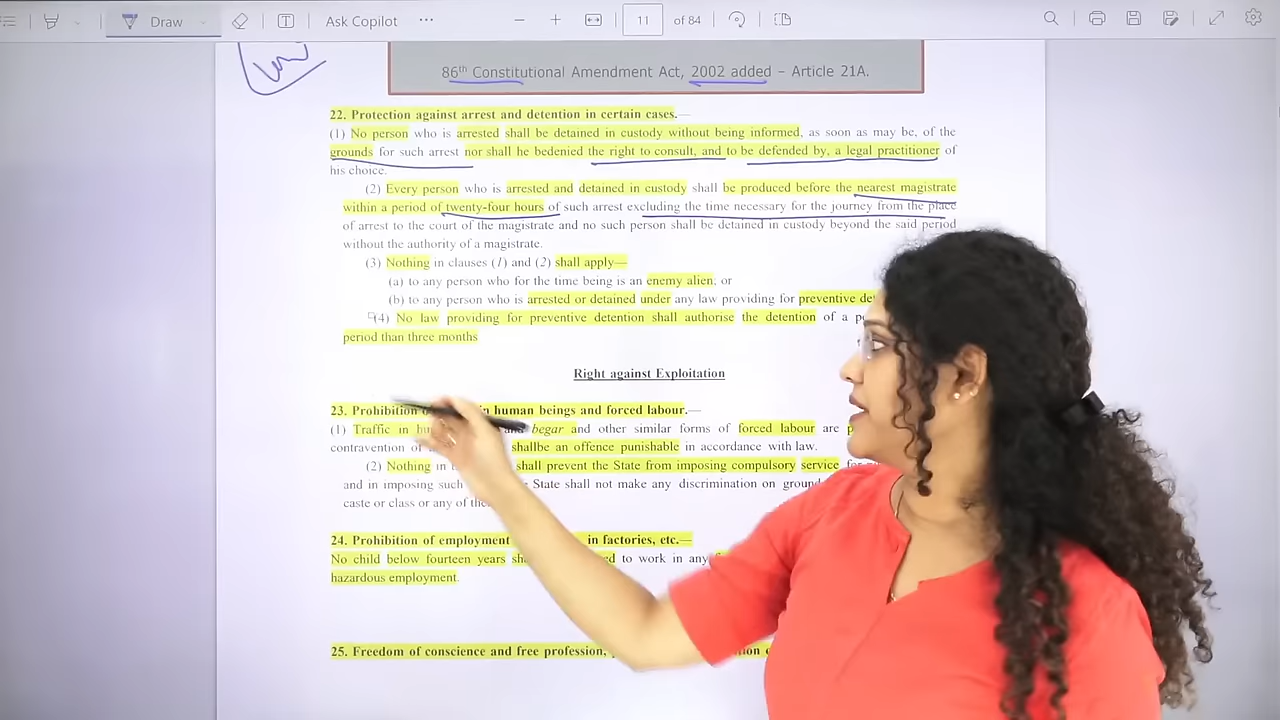 Draw
Ask Copilot
11 of 84
86th Constitutional Amendment Act, 2002 added – Article 21A.
22. Protection against arrest and detention in certain cases.—
(1) No person who is arrested shall be detained in custody without being informed, as soon as may be, of the
grounds for such arrest nor shall he bedenied the right to consult, and to be defended by, a legal practitioner of
his choice.
(2) Every person who is arrested and detained in custody shall be produced before the nearest magistrate
within a period of twenty-four hours of such arrest excluding the time necessary for the journey from the place
of arrest to the court of the magistrate and no such person shall be detained in custody beyond the said period
without the authority of a magistrate.
(3) Nothing in clauses (1) and (2) shall apply—
(a) to any person who for the time being is an enemy alien; or
(b) to any person who is arrested or detained under any law providing for preventive
(4) No law providing for preventive detention shall authorise the detention of a
period than three months
Right against Exploitation
23. Prohibition in human beings and forced labour.—
(1) Traffic in begar and other similar forms of forced labour are
contravention of shallbe an offence punishable in accordance with law.
(2) Nothing in shall prevent the State from imposing compulsory service for
and in imposing such State shall not make any discrimination on
caste or class or any of
24. Prohibition of employment in factories, etc.—
No child below fourteen years to work in any
hazardous employment.
25. Freedom of conscience and free profession,